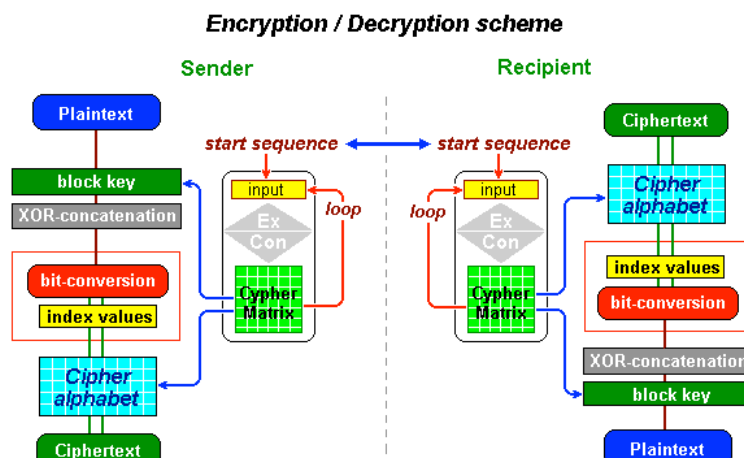 Encryption / Decryption scheme
Sender
Recipient
Plaintext
block key
XOR-concatenation
bit-conversion
index values
Cipher
alphabet
Ciphertext
start sequence
input
loop
Ex
Con
Cypher
Matrix
start sequence
input
loop
Ex
Con
Cypher
Matrix
Ciphertext
Cipher
alphabet
index values
bit-conversion
XOR-concatenation
block key
Plaintext